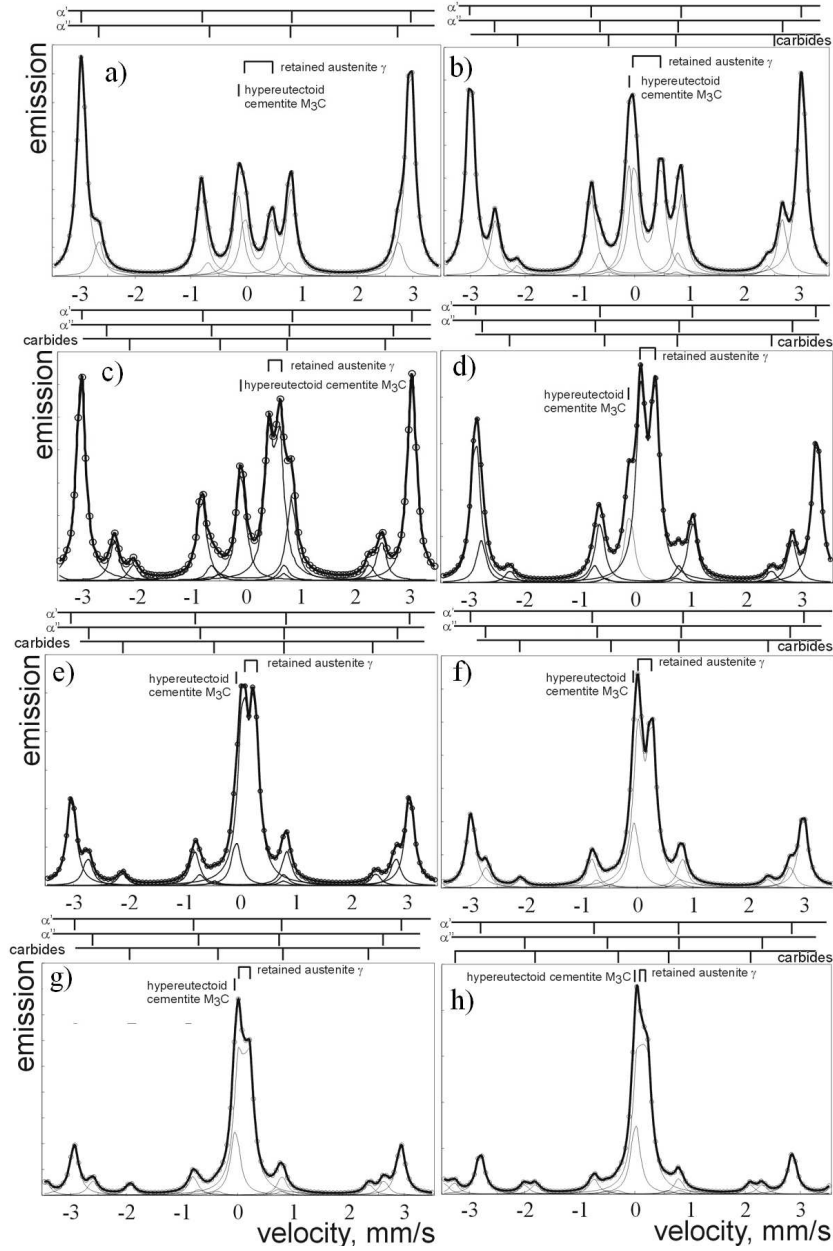 α'
α"
α'
α"
carbides
a)
retained austenite γ
hypereutectoid
cementite M3C
emission
-3 -2 -1 0 1 2 3
b)
retained austenite γ
hypereutectoid
cementite M3C
-3 -2 -1 0 1 2 3
α'
α"
carbides
α'
α"
carbides
c)
retained austenite γ
hypereutectoid cementite M3C
emission
-3 -2 -1 0 1 2 3
d)
retained austenite γ
hypereutectoid
cementite M3C
-3 -2 -1 0 1 2 3
α'
α"
carbides
α'
α"
carbides
e)
retained austenite γ
hypereutectoid
cementite M3C
emission
-3 -2 -1 0 1 2 3
f)
retained austenite γ
hypereutectoid
cementite M3C
-3 -2 -1 0 1 2 3
α'
α"
carbides
α'
α"
carbides
g)
retained austenite γ
hypereutectoid
cementite M3C
emission
-3 -2 -1 0 1 2 3
velocity, mm/s
h)
hypereutectoid cementite M3C
retained austenite γ
-3 -2 -1 0 1 2 3
velocity, mm/s